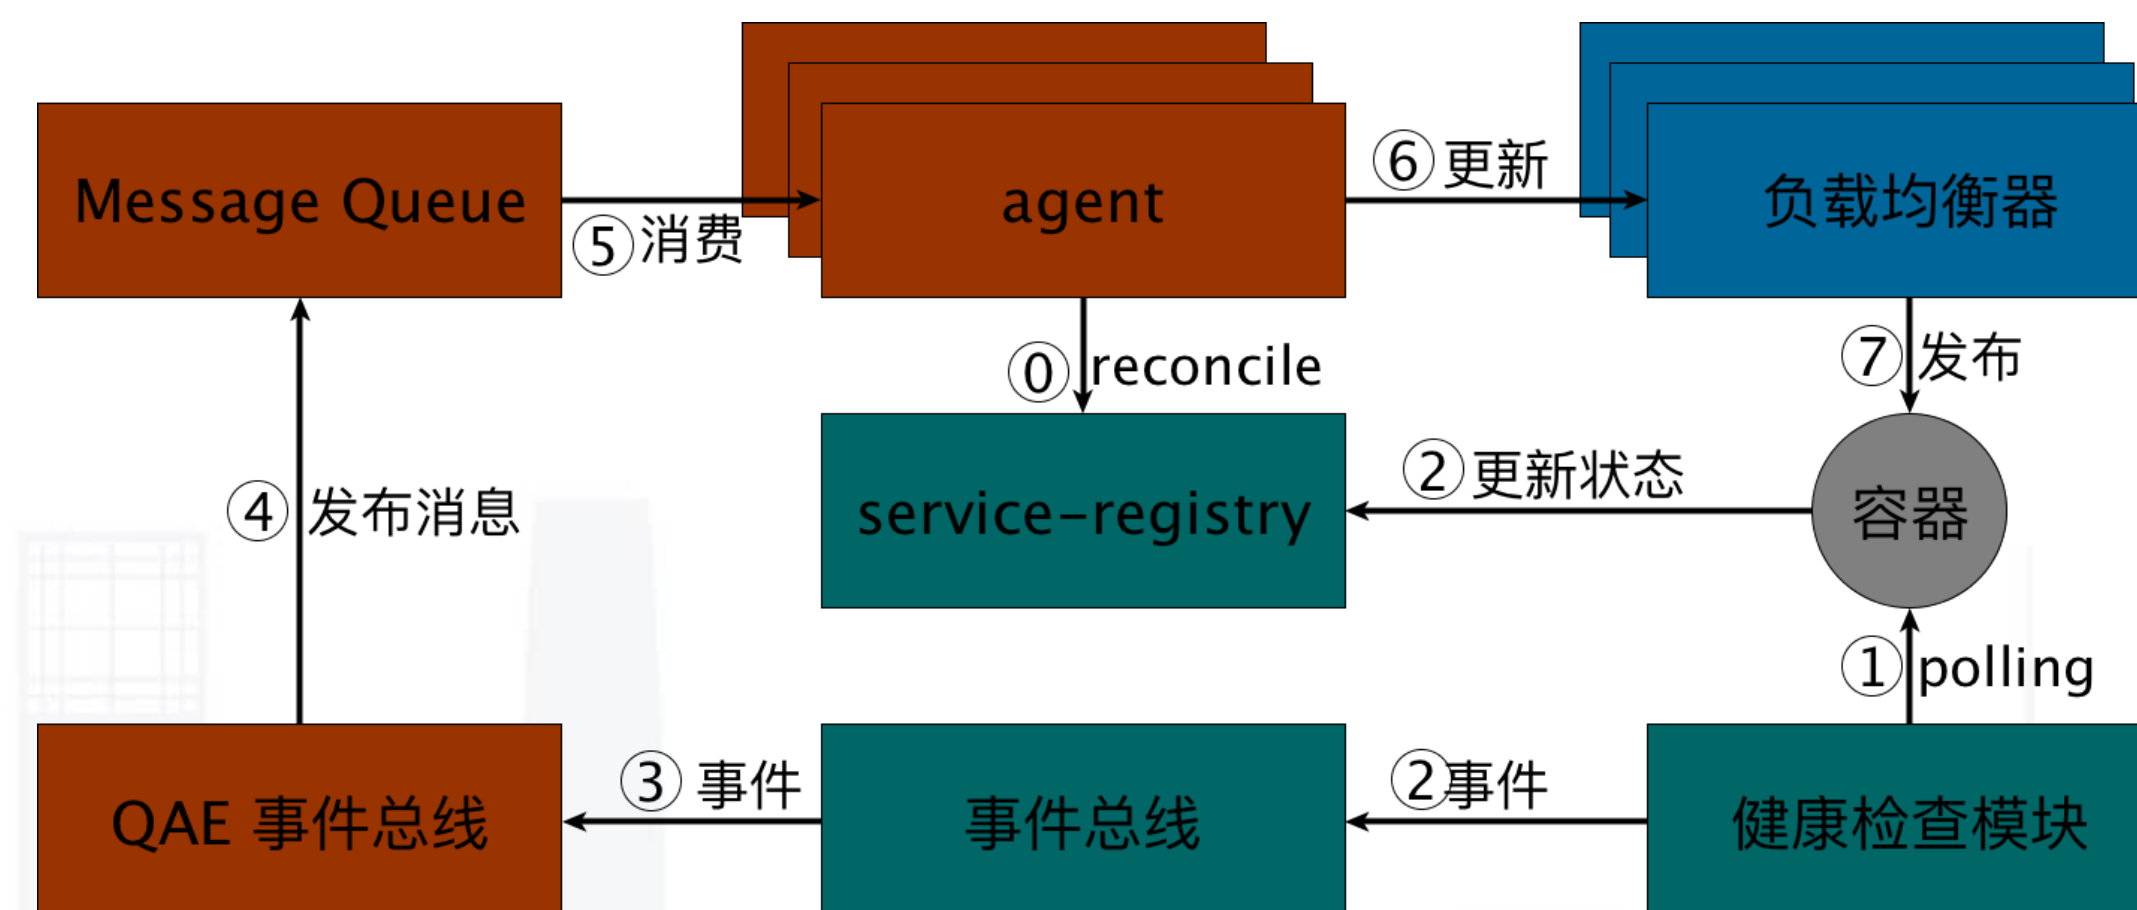 Message Queue
⑤消费
agent
⑥更新
负载均衡器
⓪reconcile
⑦发布
④发布消息
service-registry
②更新状态
容器
①polling
QAE 事件总线
③事件
事件总线
②事件
健康检查模块